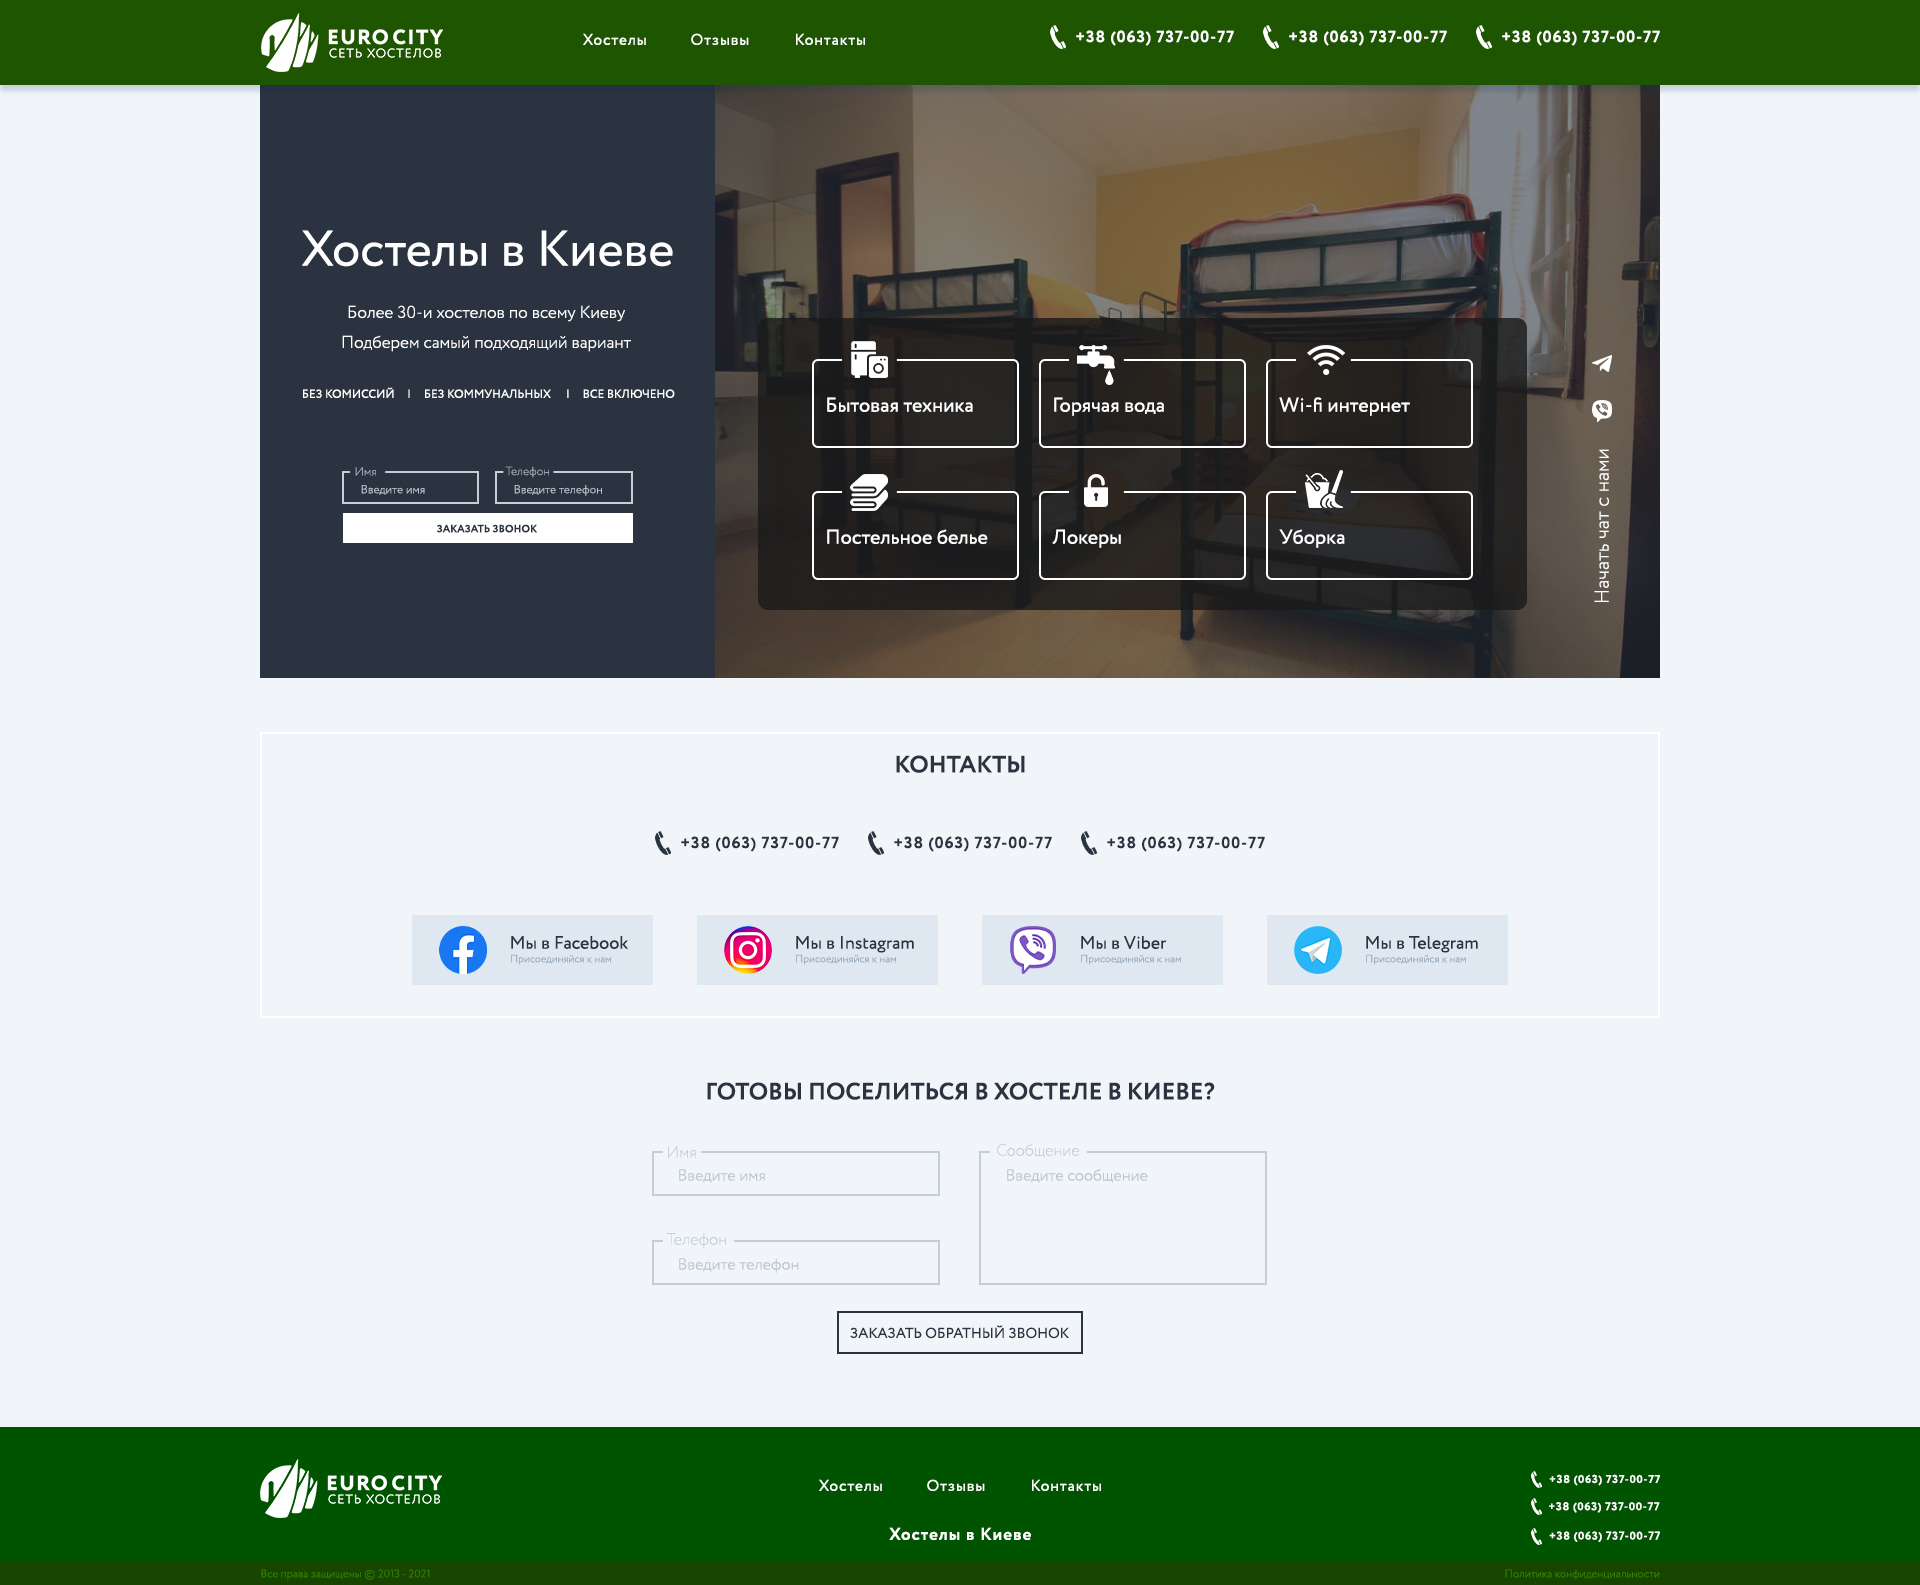 EUROCITY
СЕТЬ ХОСТЕЛОВ
Хостелы
Отзывы
Контакты
+38 (063) 737-00-77
+38 (063) 737-00-77
+38 (063) 737-00-77
Хостелы в Киеве
Более 30-и хостелов по всему Киеву
Подберем самый подходящий вариант
БЕЗ КОМИССИЙ | БЕЗ КОММУНАЛЬНЫХ | ВСЕ ВКЛЮЧЕНО
Имя
Введите имя
Телефон
Введите телефон
ЗАКАЗАТЬ ЗВОНОК
Бытовая техника
Горячая вода
Wi-fi интернет
Постельное белье
Локеры
Уборка
Начать чат с нами
КОНТАКТЫ
+38 (063) 737-00-77
+38 (063) 737-00-77
+38 (063) 737-00-77
Мы в Facebook
Присоединяйся к нам
Мы в Instagram
Присоединяйся к нам
Мы в Viber
Присоединяйся к нам
Мы в Telegram
Присоединяйся к нам
ГОТОВЫ ПОСЕЛИТЬСЯ В ХОСТЕЛЕ В КИЕВЕ?
Имя
Введите имя
Сообщение
Введите сообщение
Телефон
Введите телефон
ЗАКАЗАТЬ ОБРАТНЫЙ ЗВОНОК
EUROCITY
СЕТЬ ХОСТЕЛОВ
Хостелы
Отзывы
Контакты
Хостелы в Киеве
+38 (063) 737-00-77
+38 (063) 737-00-77
+38 (063) 737-00-77
Все права защищены © 2013 - 2021
Политика конфиденциальности